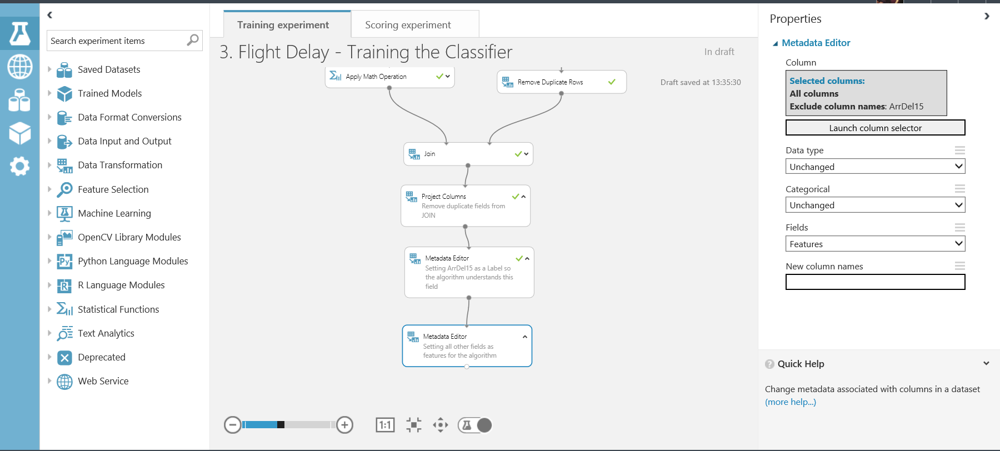 Training experiment
Scoring experiment
3. Flight Delay - Training the Classifier
In draft
Draft saved at 13:35:30
Search experiment items
Saved Datasets
Trained Models
Data Format Conversions
Data Input and Output
Data Transformation
Feature Selection
Machine Learning
OpenCV Library Modules
Py
Python Language Modules
R
R Language Modules
Statistical Functions
Text Analytics
Deprecated
Web Service
Apply Math Operation
Remove Duplicate Rows
Join
Project Columns
Remove duplicate fields from
JOIN
Metadata Editor
Setting ArrDel15 as a Label so
the algorithm understands this
field
Metadata Editor
Setting all other fields as
features for the algorithm
1:1
Properties
Metadata Editor
Column
Selected columns:
All columns
Exclude column names: ArrDel15
Launch column selector
Data type
Unchanged
Categorical
Unchanged
Fields
Features
New column names
? Quick Help
Change metadata associated with columns in a dataset
(more help...)